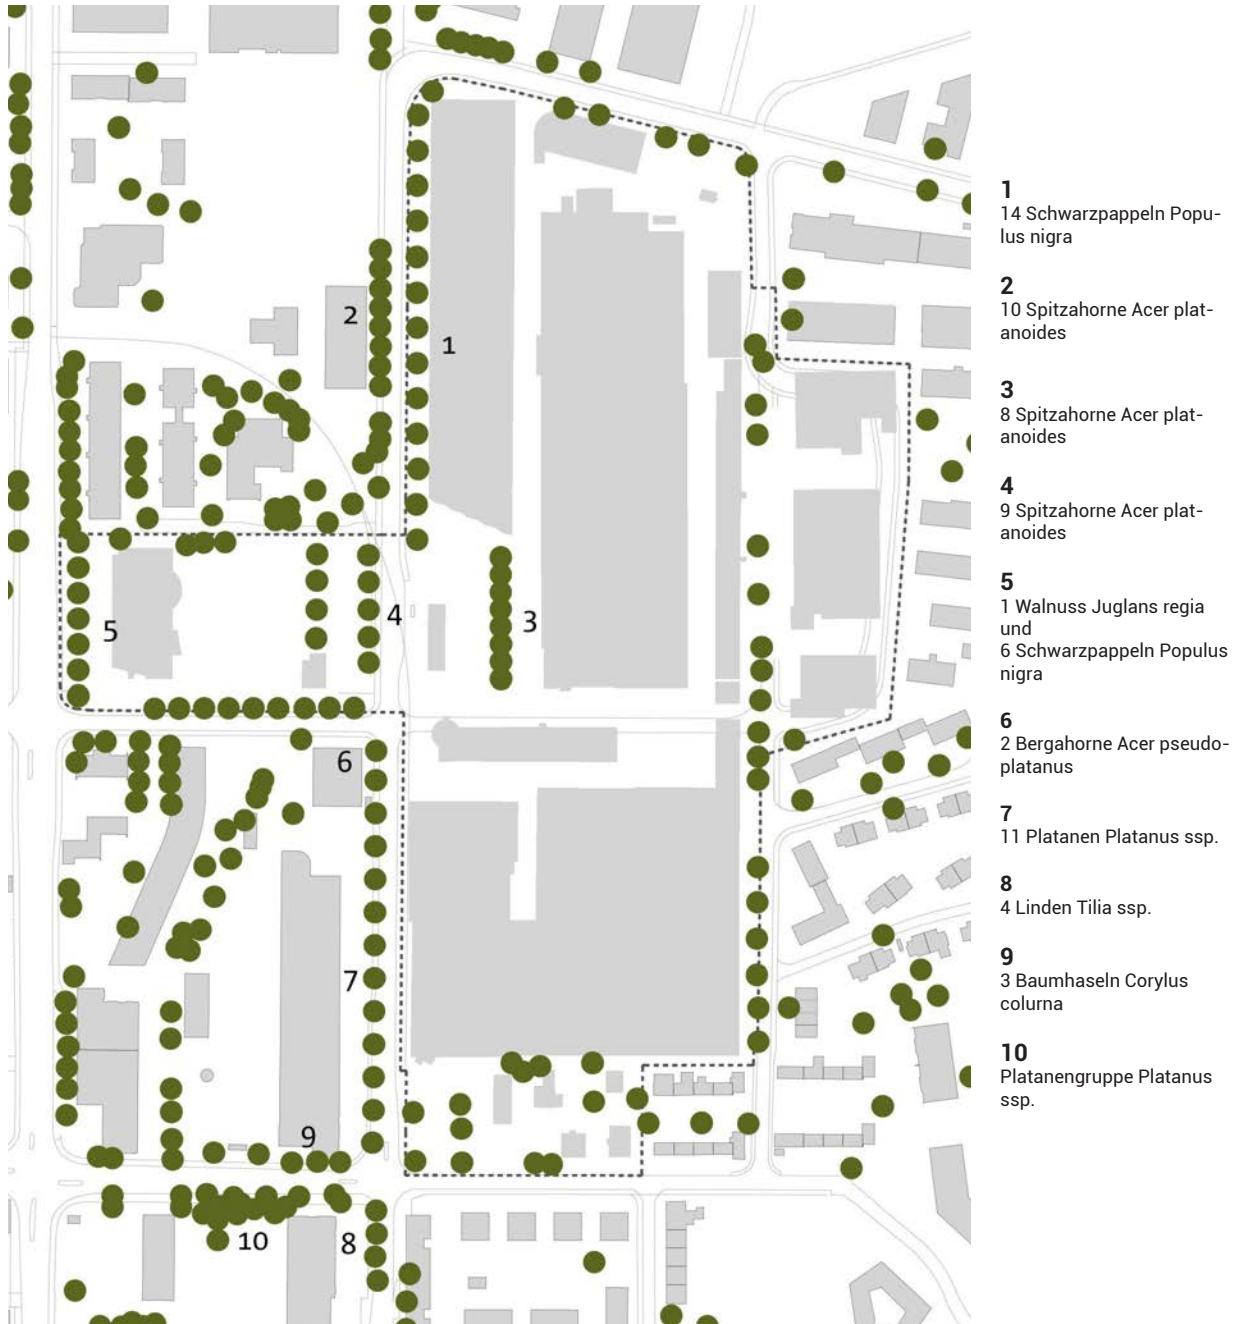 1
14 Schwarzpappeln Popu-
lus nigra
2
10 Spitzahorne Acer plat-
anoides
3
8 Spitzahorne Acer plat-
anoides
4
9 Spitzahorne Acer plat-
anoides
5
1 Walnuss Juglans regia
und
6 Schwarzpappeln Populus
nigra
6
2 Bergahorne Acer pseudo-
platanus
7
11 Platanen Platanus ssp.
8
4 Linden Tilia ssp.
9
3 Baumhaseln Corylus
colurna
10
Platanengruppe Platanus
ssp.
2
1
4
3
5
6
7
9
10
8